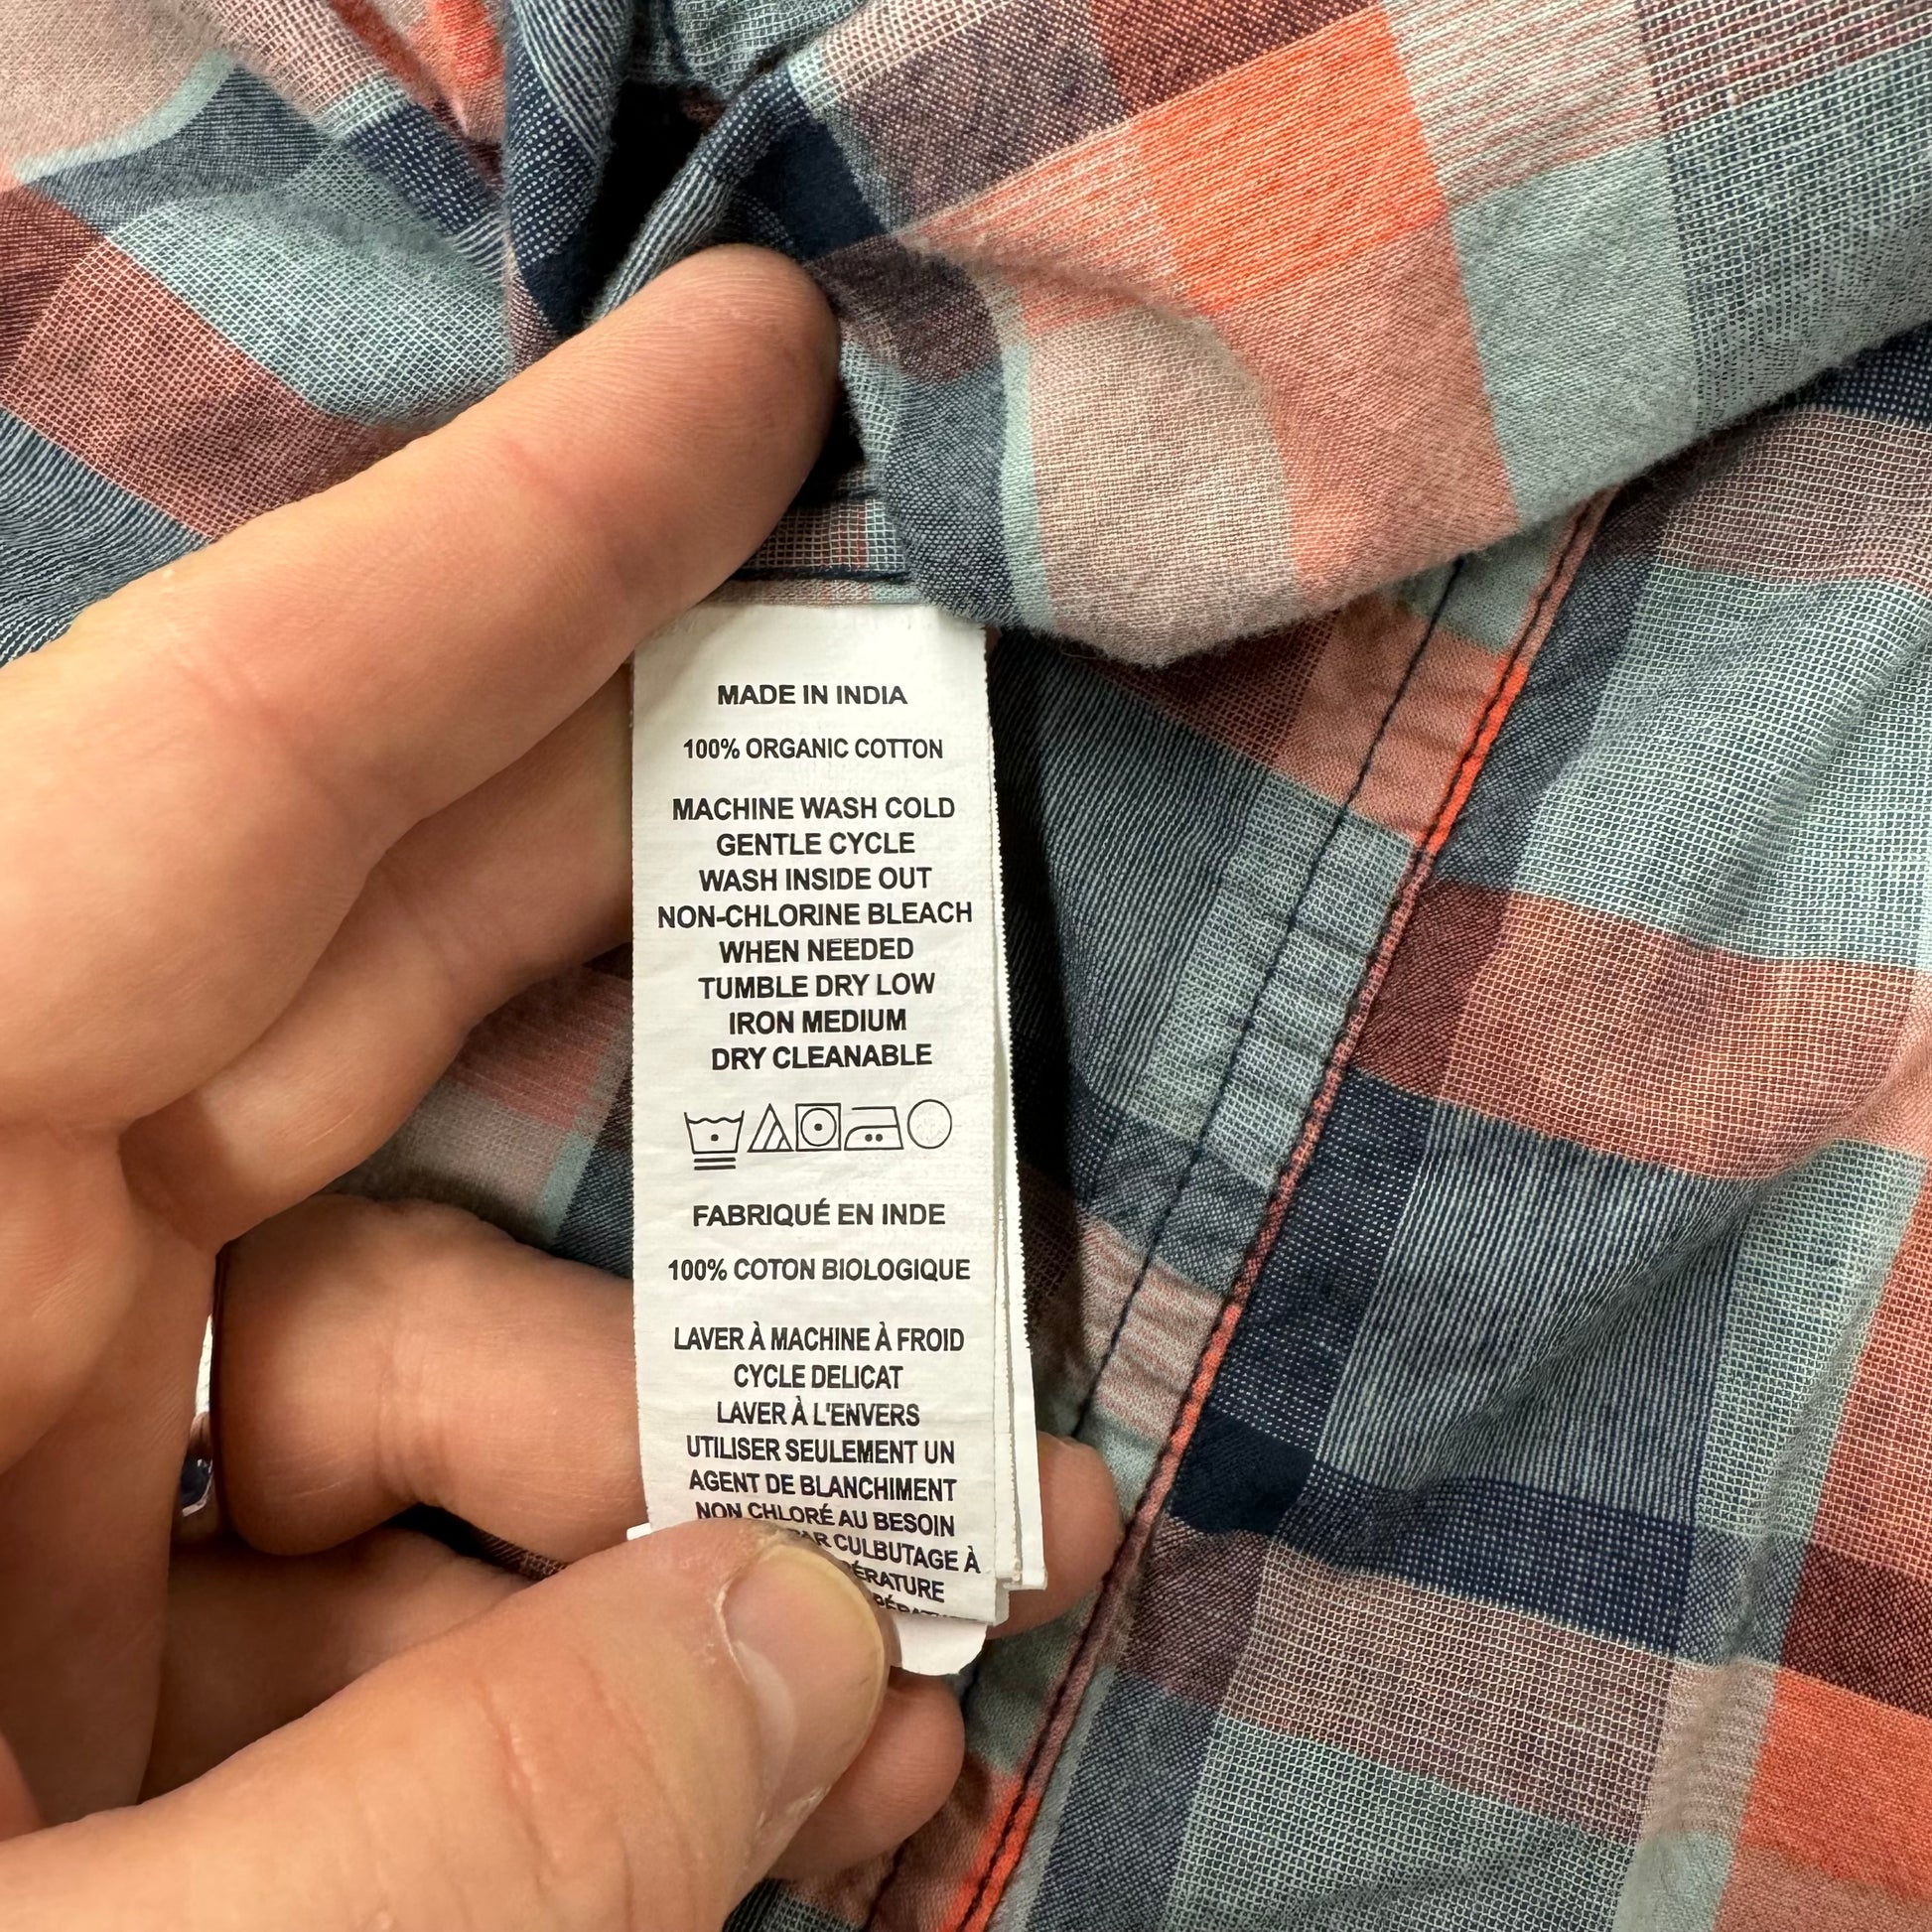 MADE IN INDIA
100% ORGANIC COTTON
MACHINE WASH COLD
GENTLE CYCLE
WASH INSIDE OUT
NON-CHLORINE BLEACH
WHEN NEEDED
TUMBLE DRY LOW
IRON MEDIUM
DRY CLEANABLE
FABRIQUÉ EN INDE
100% COTON BIOLOGIQUE
LAVER À MACHINE À FROID
CYCLE DELICAT
LAVER À L'ENVERS
UTILISER SEULEMENT UN
AGENT DE BLANCHIMENT
NON CHLORÉ AU BESOIN
CULBUTAGE À